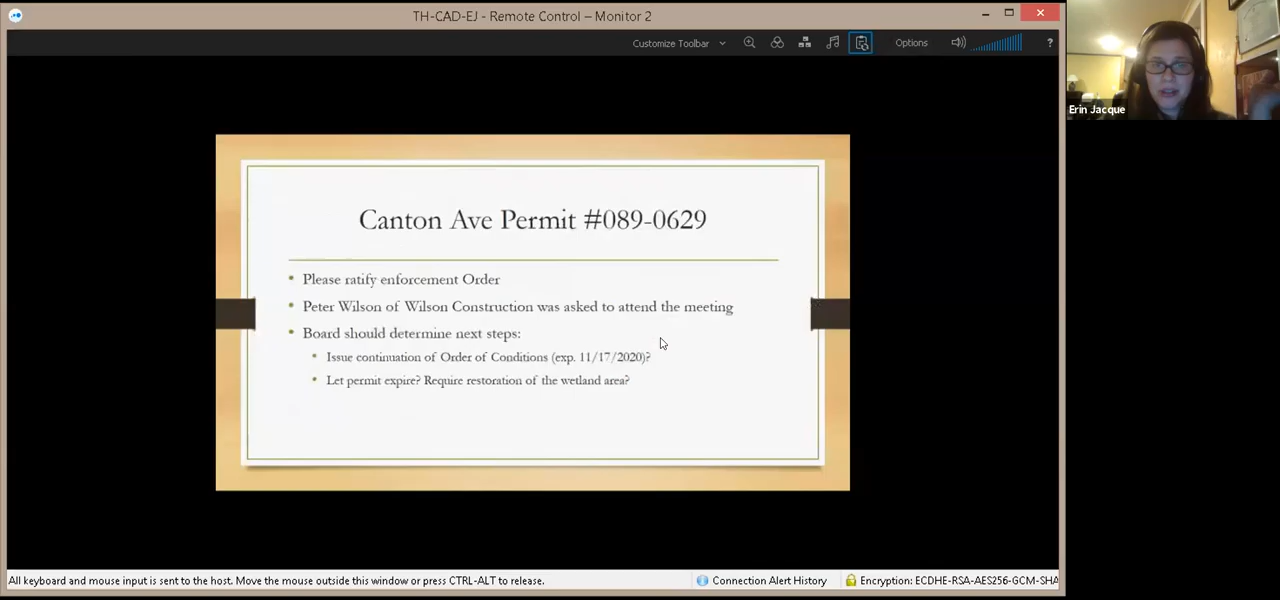 TH-CAD-EJ - Remote Control – Monitor 2
Customize Toolbar
Options
?
Erin Jacque
Canton Ave Permit #089-0629
• Please ratify enforcement Order
• Peter Wilson of Wilson Construction was asked to attend the meeting
• Board should determine next steps:
• Issue continuation of Order of Conditions (exp. 11/17/2020)?
• Let permit expire? Require restoration of the wetland area?
All keyboard and mouse input is sent to the host. Move the mouse outside this window or press CTRL-ALT to release.
Connection Alert History
Encryption: ECDHE-RSA-AES256-GCM-SHA